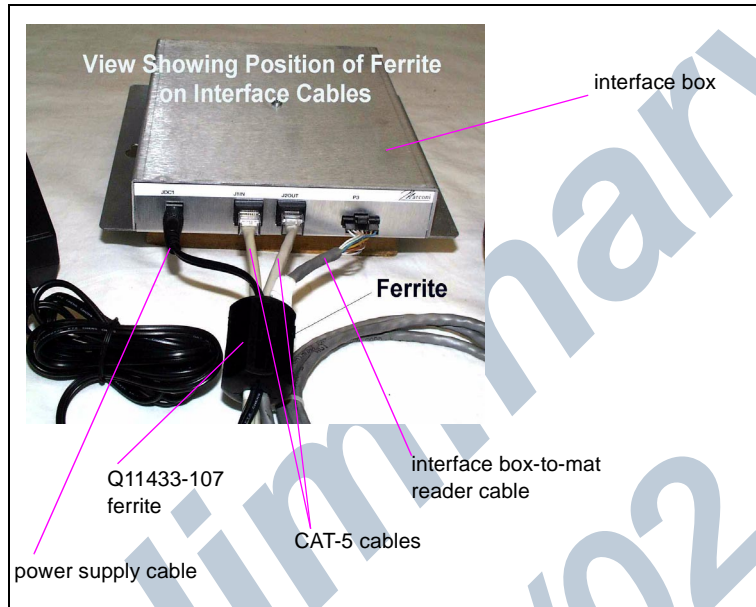 View Showing Position of Ferrite
on Interface Cables
interface box
JDC1
J1IN
J2OUT
P3
Marconi
Ferrite
Q11433-107
ferrite
interface box-to-mat
reader cable
CAT-5 cables
power supply cable